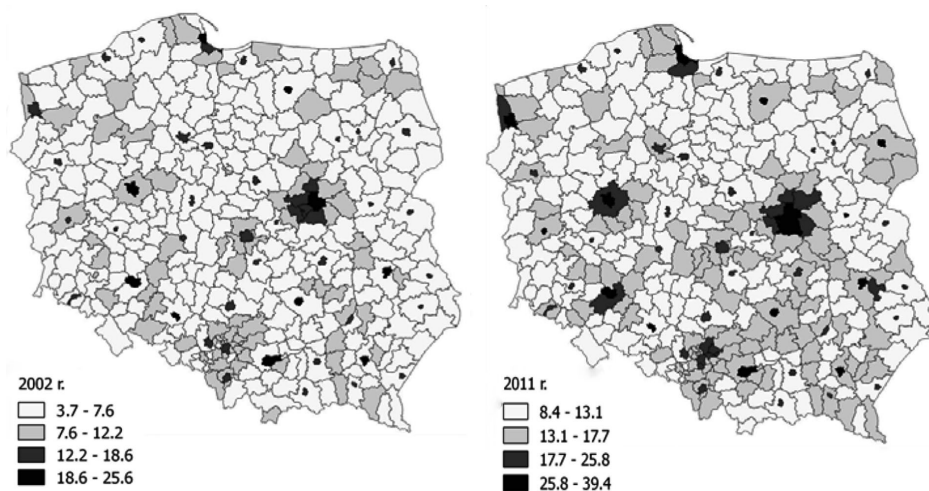 2002 r.
3.7 - 7.6
7.6 - 12.2
12.2 - 18.6
18.6 - 25.6
2011 r.
8.4 - 13.1
13.1 - 17.7
17.7 - 25.8
25.8 - 39.4